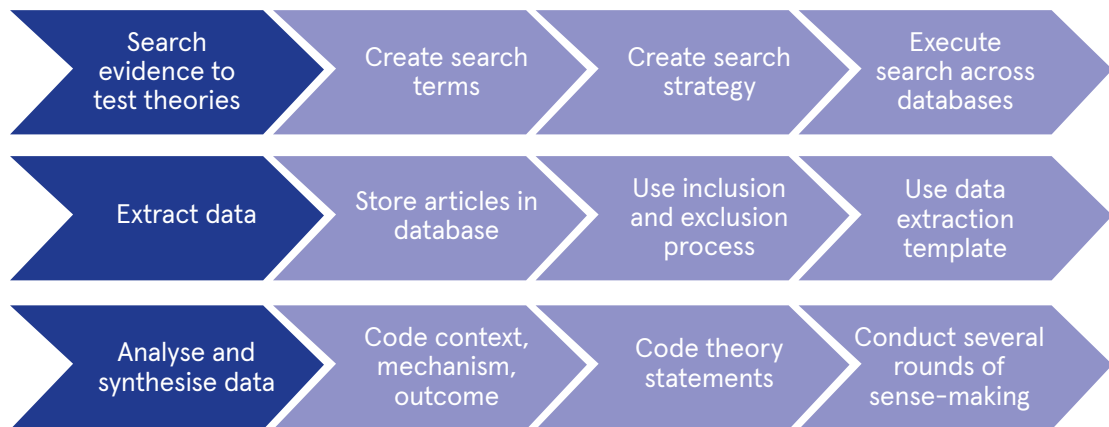 Search
evidence to
test theories
Create search
terms
Create search
strategy
Execute
search across
databases
Extract data
Store articles in
database
Use inclusion
and exclusion
process
Use data
extraction
template
Analyse and
synthesise data
Code context,
mechanism,
outcome
Code theory
statements
Conduct several
rounds of
sense-making